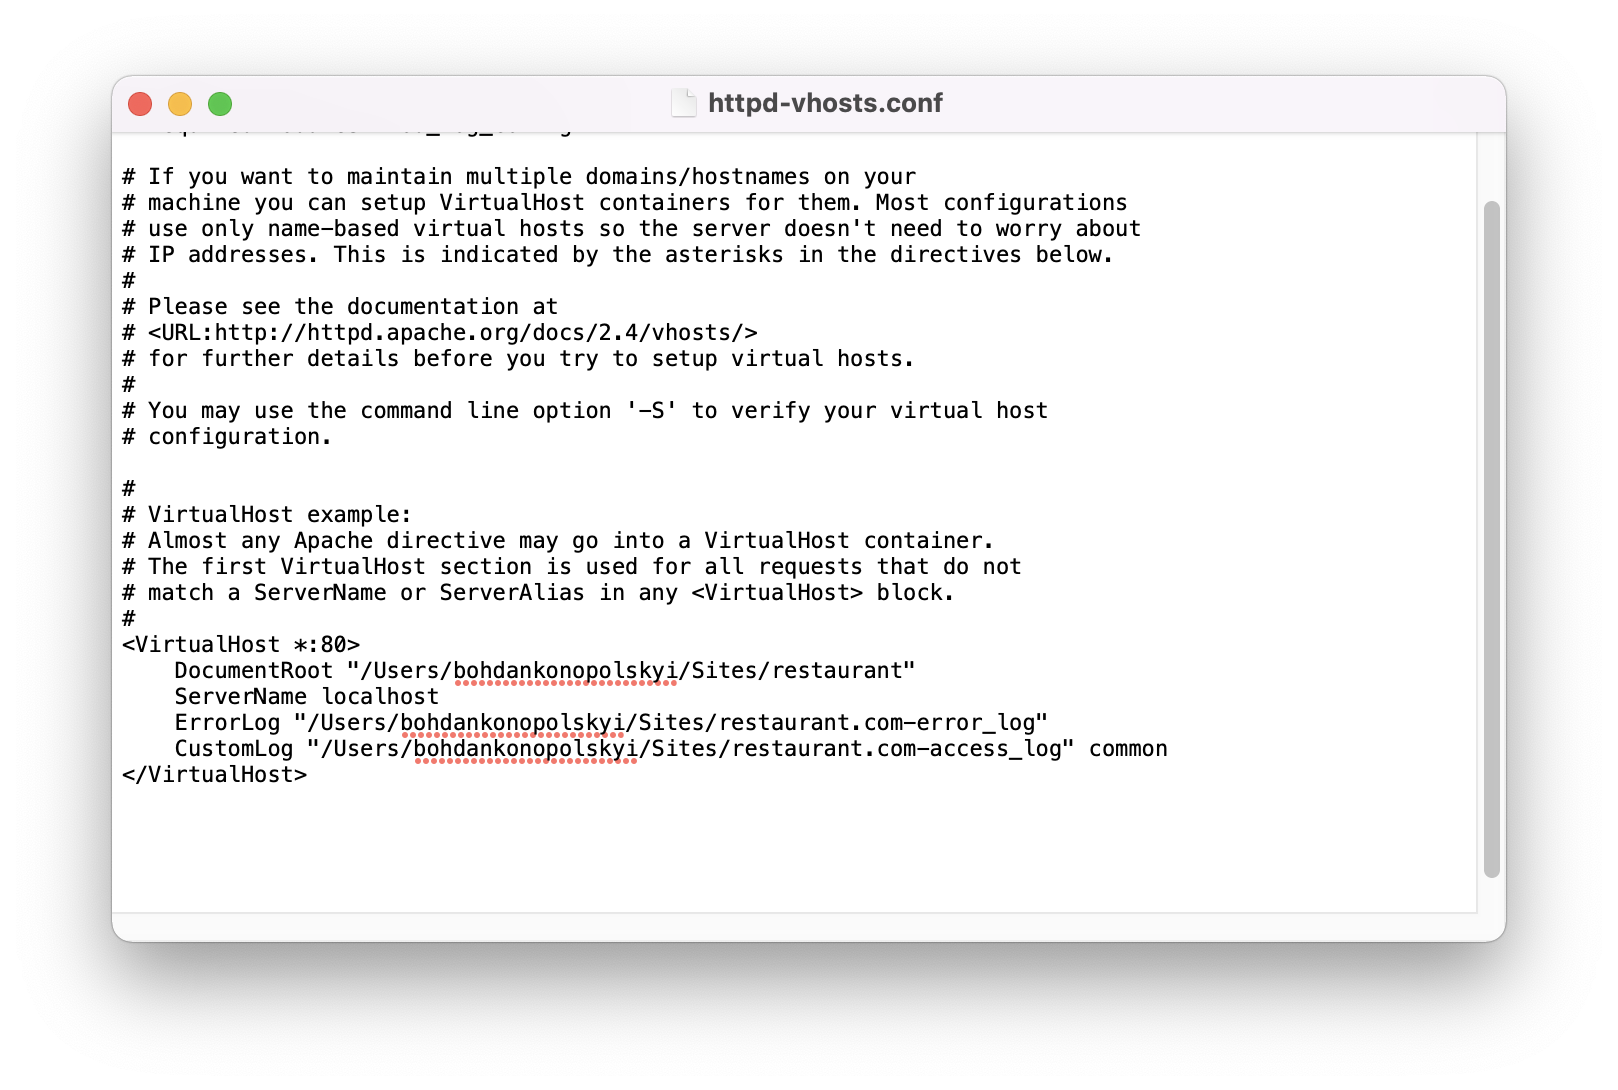 httpd-vhosts.conf
# If you want to maintain multiple domains/hostnames on your
# machine you can setup VirtualHost containers for them. Most configurations
# use only name-based virtual hosts so the server doesn't need to worry about
# IP addresses. This is indicated by the asterisks in the directives below.
#
# Please see the documentation at
# <URL:http://httpd.apache.org/docs/2.4/vhosts/>
# for further details before you try to setup virtual hosts.
#
# You may use the command line option '-S' to verify your virtual host
# configuration.
#
# VirtualHost example:
# Almost any Apache directive may go into a VirtualHost container.
# The first VirtualHost section is used for all requests that do not
# match a ServerName or ServerAlias in any <VirtualHost> block.
#
<VirtualHost *:80>
    DocumentRoot "/Users/bohdankonopolskyi/Sites/restaurant"
    ServerName localhost
    ErrorLog "/Users/bohdankonopolskyi/Sites/restaurant.com-error_log"
    CustomLog "/Users/bohdankonopolskyi/Sites/restaurant.com-access_log" common
</VirtualHost>